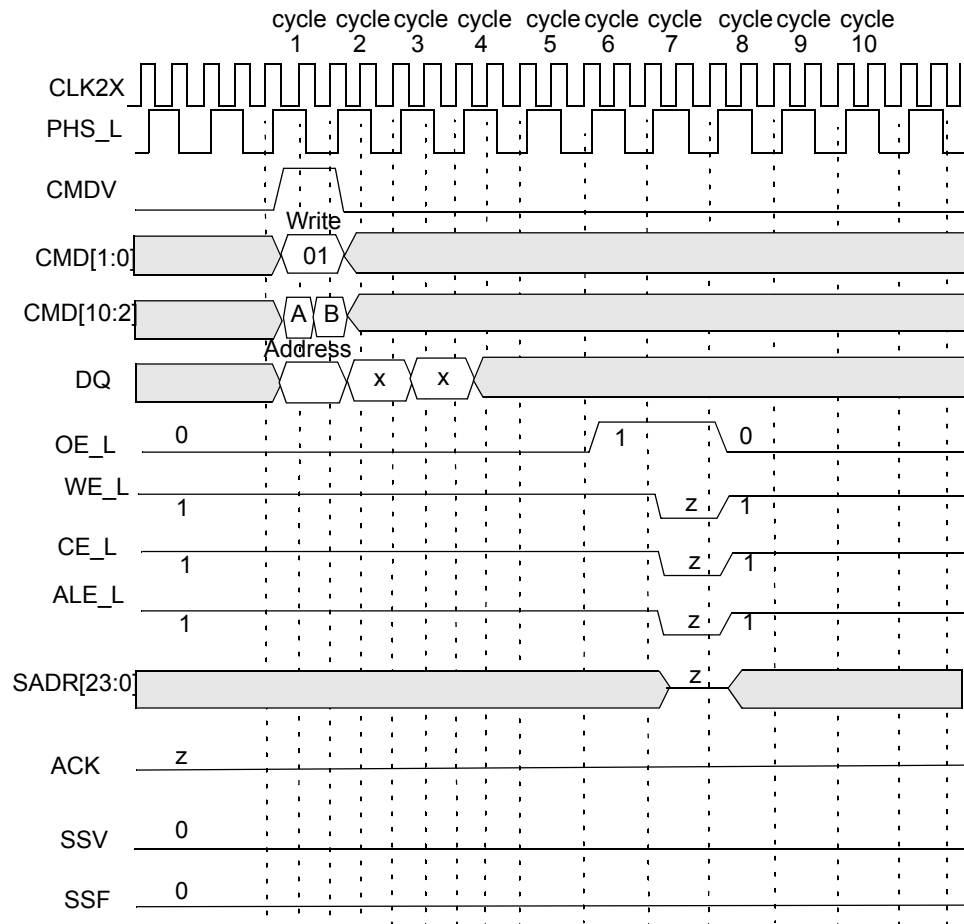 cycle cycle cycle cycle cycle cycle cycle cycle cycle cycle
1 2 3 4 5 6 7 8 9 10
CLK2X
PHS_L
CMDV
Write
CMD[1:0] 01
CMD[10:2] A B
Address
DQ x x
OE_L 0 1 0
WE_L 1 z 1
CE_L 1 z 1
ALE_L 1 z 1
SADR[23:0] z
ACK z
SSV 0
SSF 0